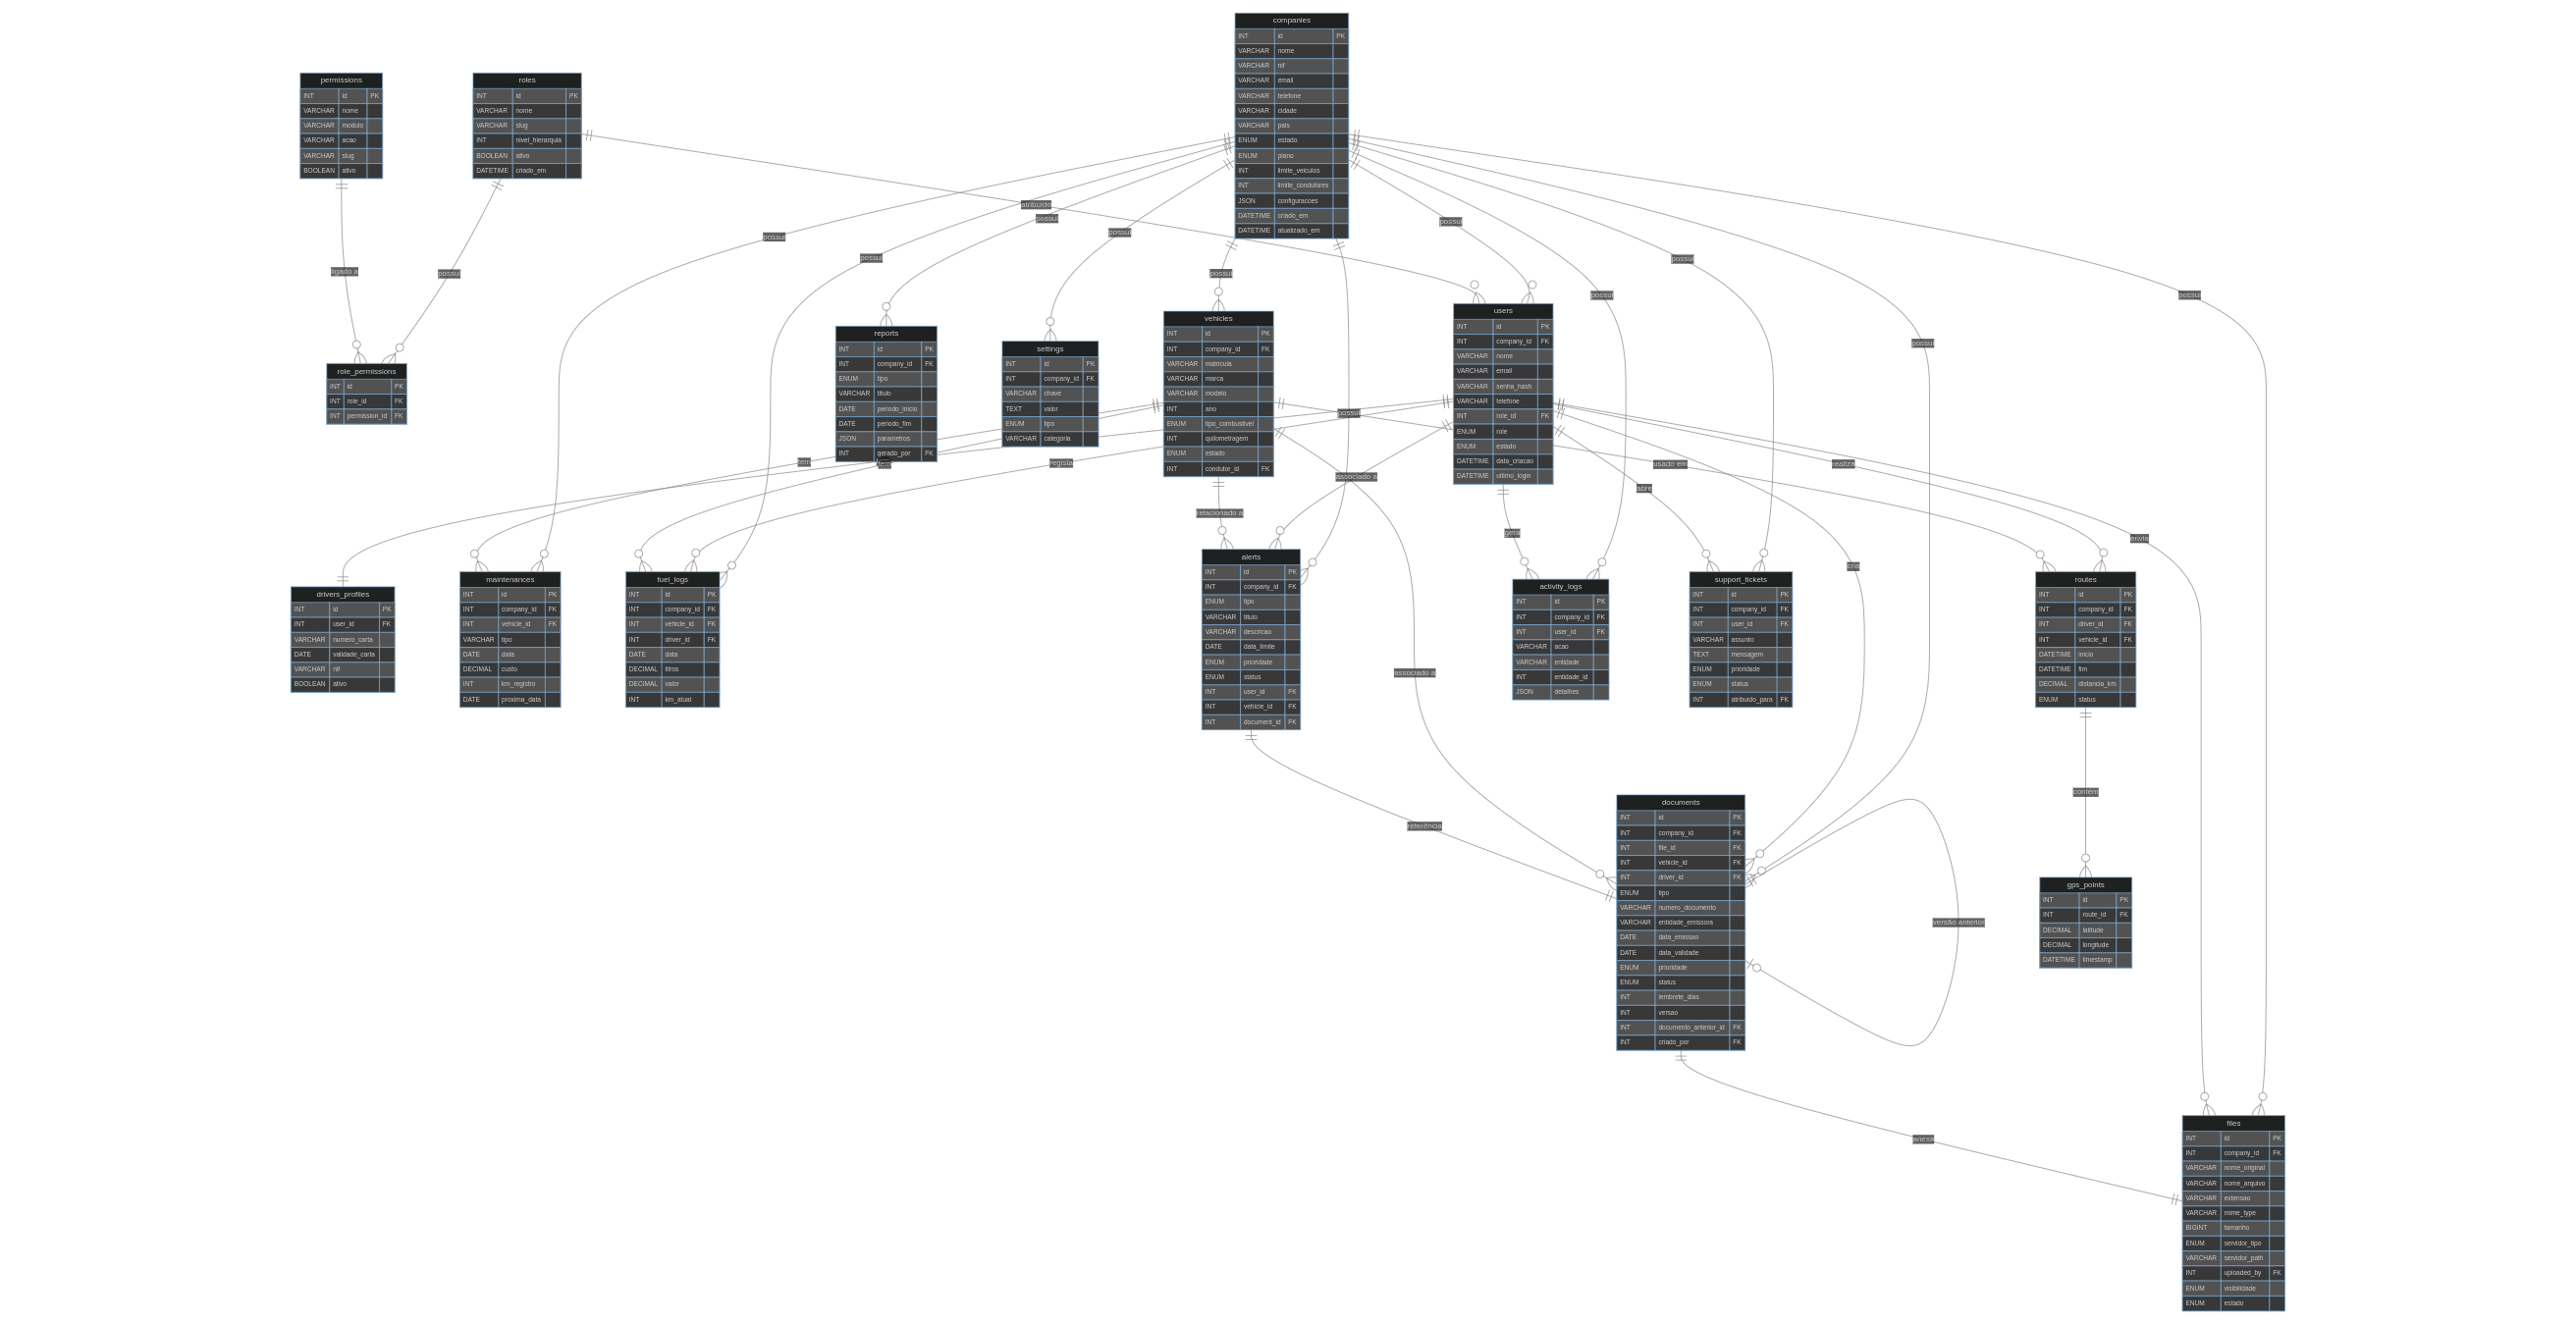 companies
INT id PK
VARCHAR nome
VARCHAR nif
VARCHAR email
VARCHAR telefone
VARCHAR cidade
VARCHAR pais
ENUM estado
ENUM plano
INT limite_veiculos
INT limite_condutores
JSON configuracoes
DATETIME criado_em
DATETIME atualizado_em
permissions
INT id PK
VARCHAR nome
VARCHAR modulo
VARCHAR acao
VARCHAR slug
BOOLEAN ativo
roles
INT id PK
VARCHAR nome
VARCHAR slug
INT nivel_hierarquia
BOOLEAN ativo
DATETIME criado_em
atribuído
possui
possui
possui
possui
possui
possui
possui
possui
possui
possui
possui
ligado a
possui
possui
role_permissions
INT id PK
INT role_id FK
INT permission_id FK
reports
INT id PK
INT company_id FK
ENUM tipo
VARCHAR titulo
DATE periodo_inicio
DATE periodo_fim
JSON parametros
INT gerado_por FK
settings
INT id PK
INT company_id FK
VARCHAR chave
TEXT valor
ENUM tipo
VARCHAR categoria
vehicles
INT id PK
INT company_id FK
VARCHAR matricula
VARCHAR marca
VARCHAR modelo
INT ano
ENUM tipo_combustivel
INT quilometragem
ENUM estado
INT condutor_id FK
users
INT id PK
INT company_id FK
VARCHAR nome
VARCHAR email
VARCHAR senha_hash
VARCHAR telefone
INT role_id FK
ENUM role
ENUM estado
DATETIME data_criacao
DATETIME ultimo_login
tem
tem
regista
associado a
usado em
realiza
abre
relacionado a
gera
envia
cria
drivers_profiles
INT id PK
INT user_id FK
VARCHAR numero_carta
DATE validade_carta
VARCHAR nif
BOOLEAN ativo
maintenances
INT id PK
INT company_id FK
INT vehicle_id FK
VARCHAR tipo
DATE data
DECIMAL custo
INT km_registro
DATE proxima_data
fuel_logs
INT id PK
INT company_id FK
INT vehicle_id FK
INT driver_id FK
DATE data
DECIMAL litros
DECIMAL valor
INT km_atual
alerts
INT id PK
INT company_id FK
ENUM tipo
VARCHAR titulo
VARCHAR descricao
DATE data_limite
ENUM prioridade
ENUM status
INT user_id FK
INT vehicle_id FK
INT document_id FK
activity_logs
INT id PK
INT company_id FK
INT user_id FK
VARCHAR acao
VARCHAR entidade
INT entidade_id
JSON detalhes
support_tickets
INT id PK
INT company_id FK
INT user_id FK
VARCHAR assunto
TEXT mensagem
ENUM prioridade
ENUM status
INT atribuido_para FK
routes
INT id PK
INT company_id FK
INT driver_id FK
INT vehicle_id FK
DATETIME inicio
DATETIME fim
DECIMAL distancia_km
ENUM status
associado a
contém
referência
documents
INT id PK
INT company_id FK
INT file_id FK
INT vehicle_id FK
INT driver_id FK
ENUM tipo
VARCHAR numero_documento
VARCHAR entidade_emissora
DATE data_emissao
DATE data_validade
ENUM prioridade
ENUM status
INT lembrete_dias
INT versao
INT documento_anterior_id FK
INT criado_por FK
versão anterior
gps_points
INT id PK
INT route_id FK
DECIMAL latitude
DECIMAL longitude
DATETIME timestamp
anexa
files
INT id PK
INT company_id FK
VARCHAR nome_original
VARCHAR nome_arquivo
VARCHAR extensao
VARCHAR mime_type
BIGINT tamanho
ENUM servidor_tipo
VARCHAR servidor_path
INT uploaded_by FK
ENUM visibilidade
ENUM estado